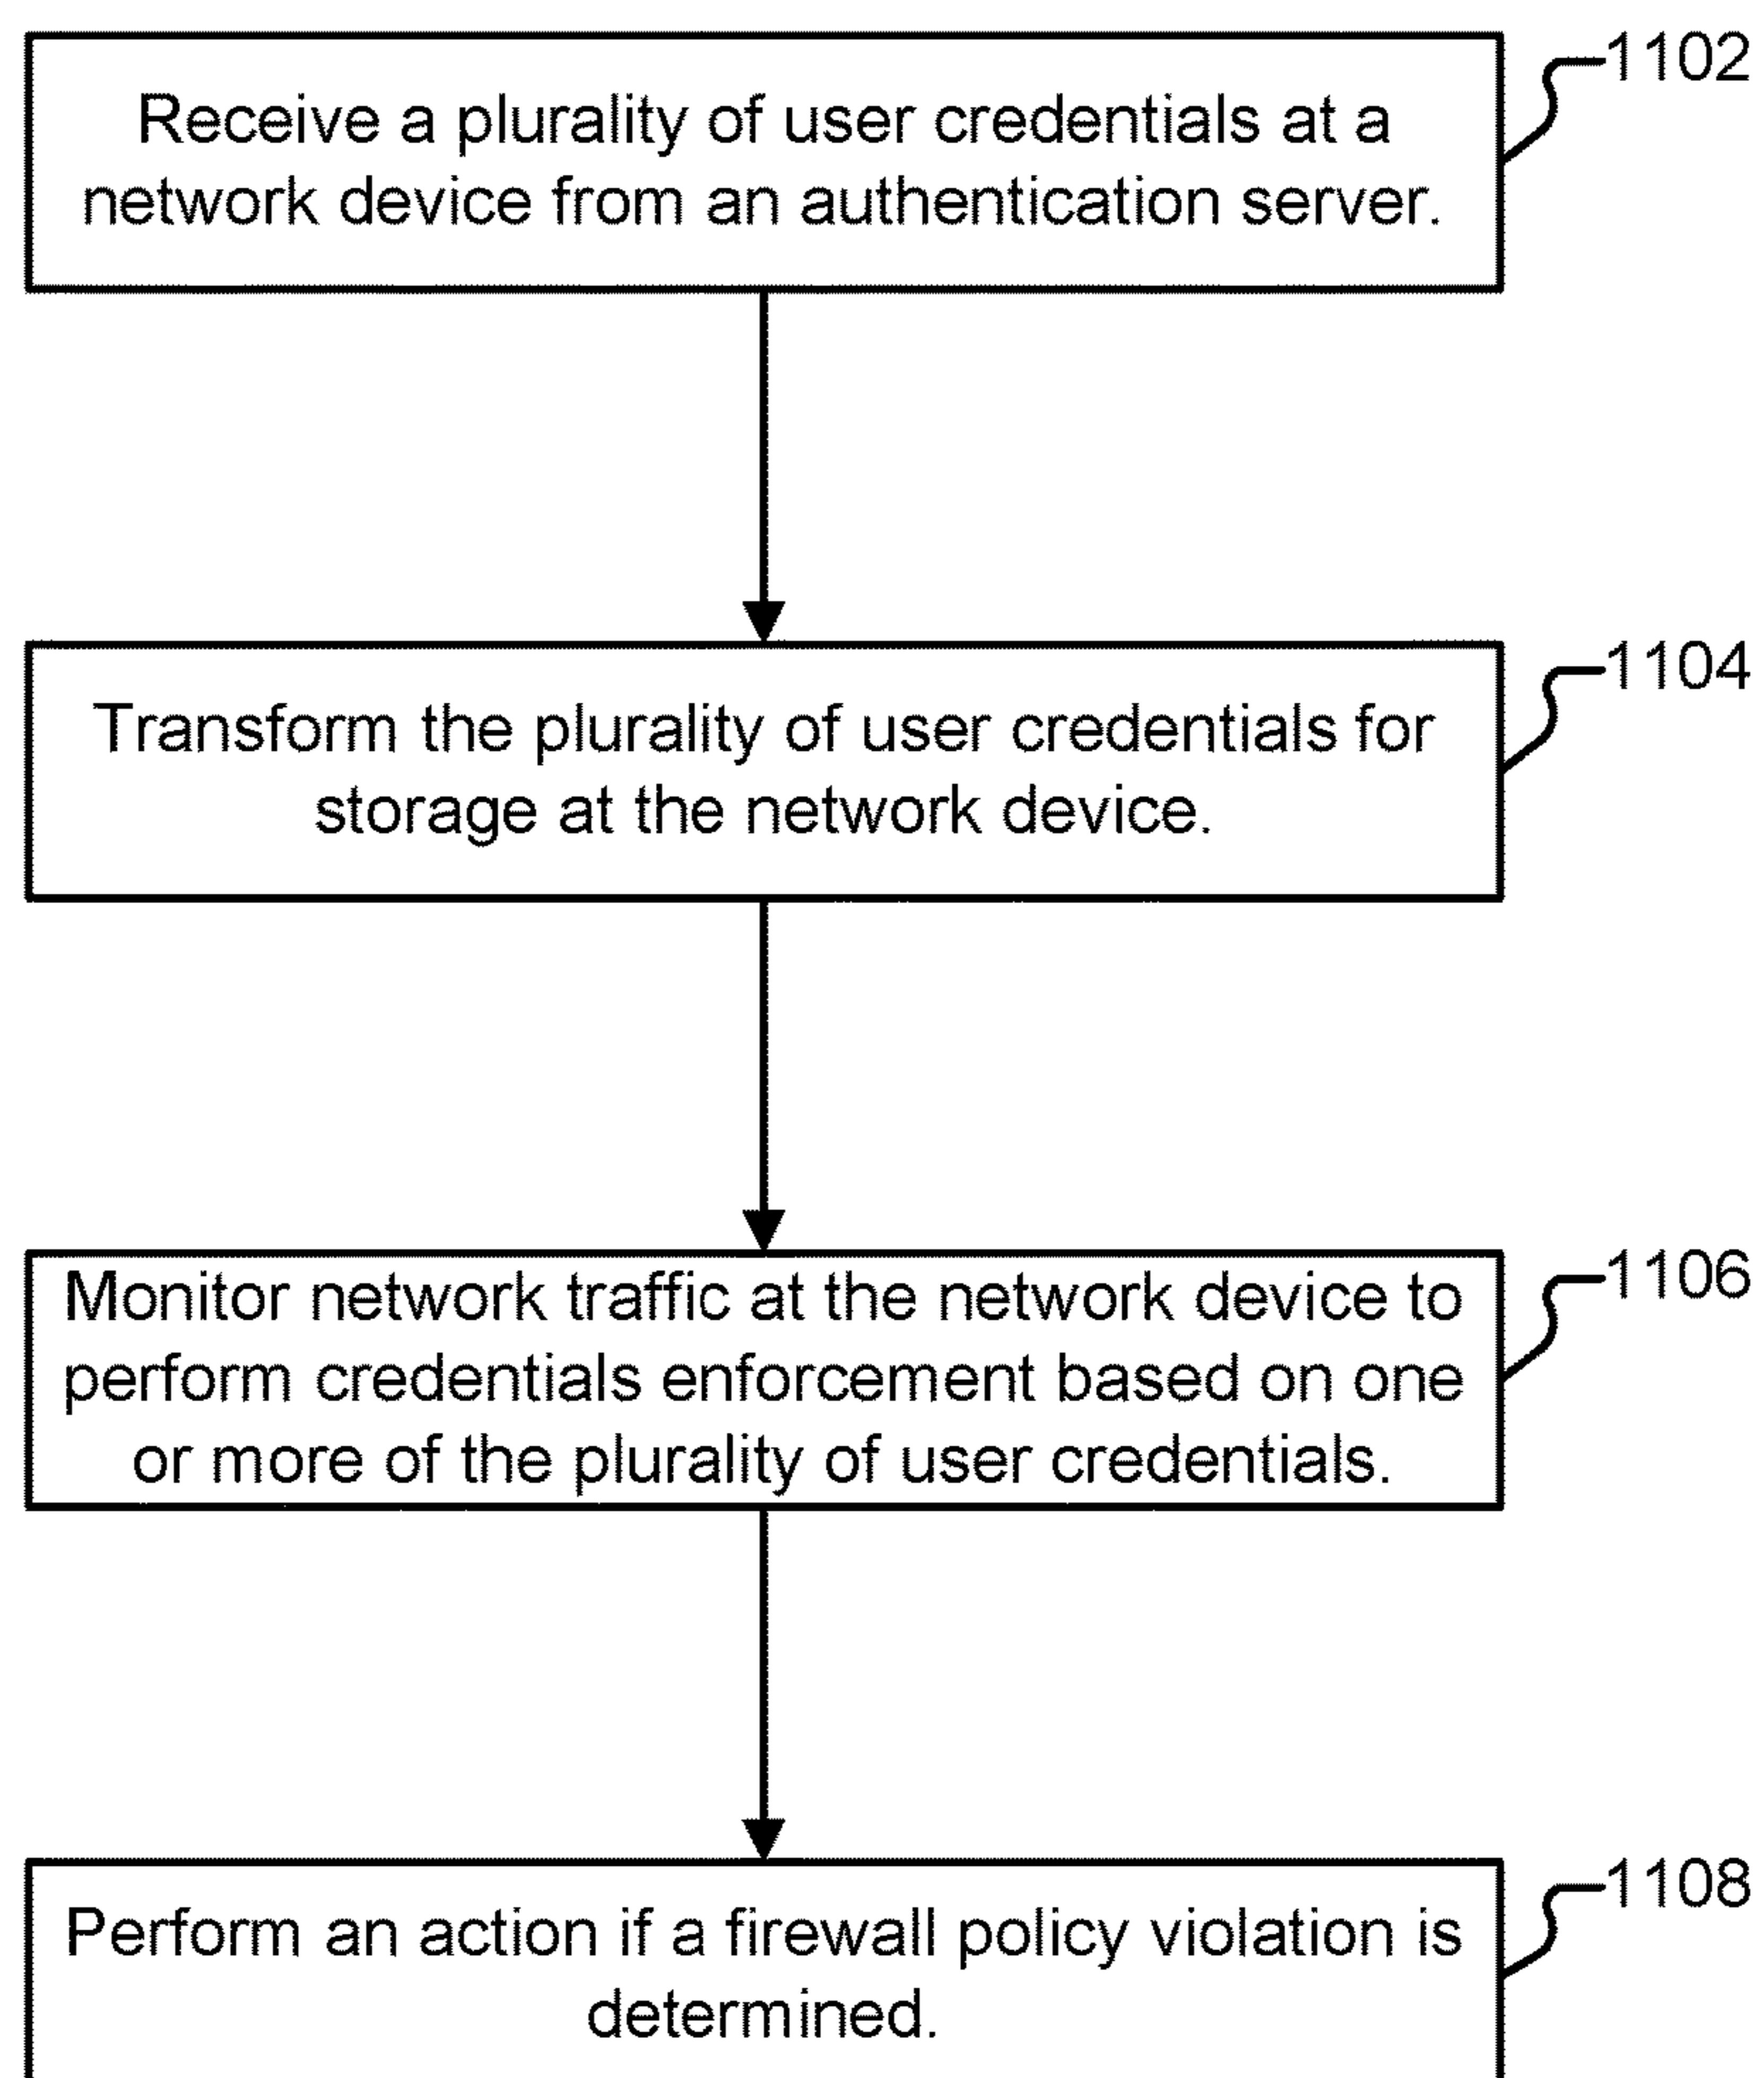 1102
Receive a plurality of user credentials at a
network device from an authentication server.
1104
Transform the plurality of user credentials for
storage at the network device.
1106
Monitor network traffic at the network device to
perform credentials enforcement based on one
or more of the plurality of user credentials.
1108
Perform an action if a firewall policy violation is
determined.